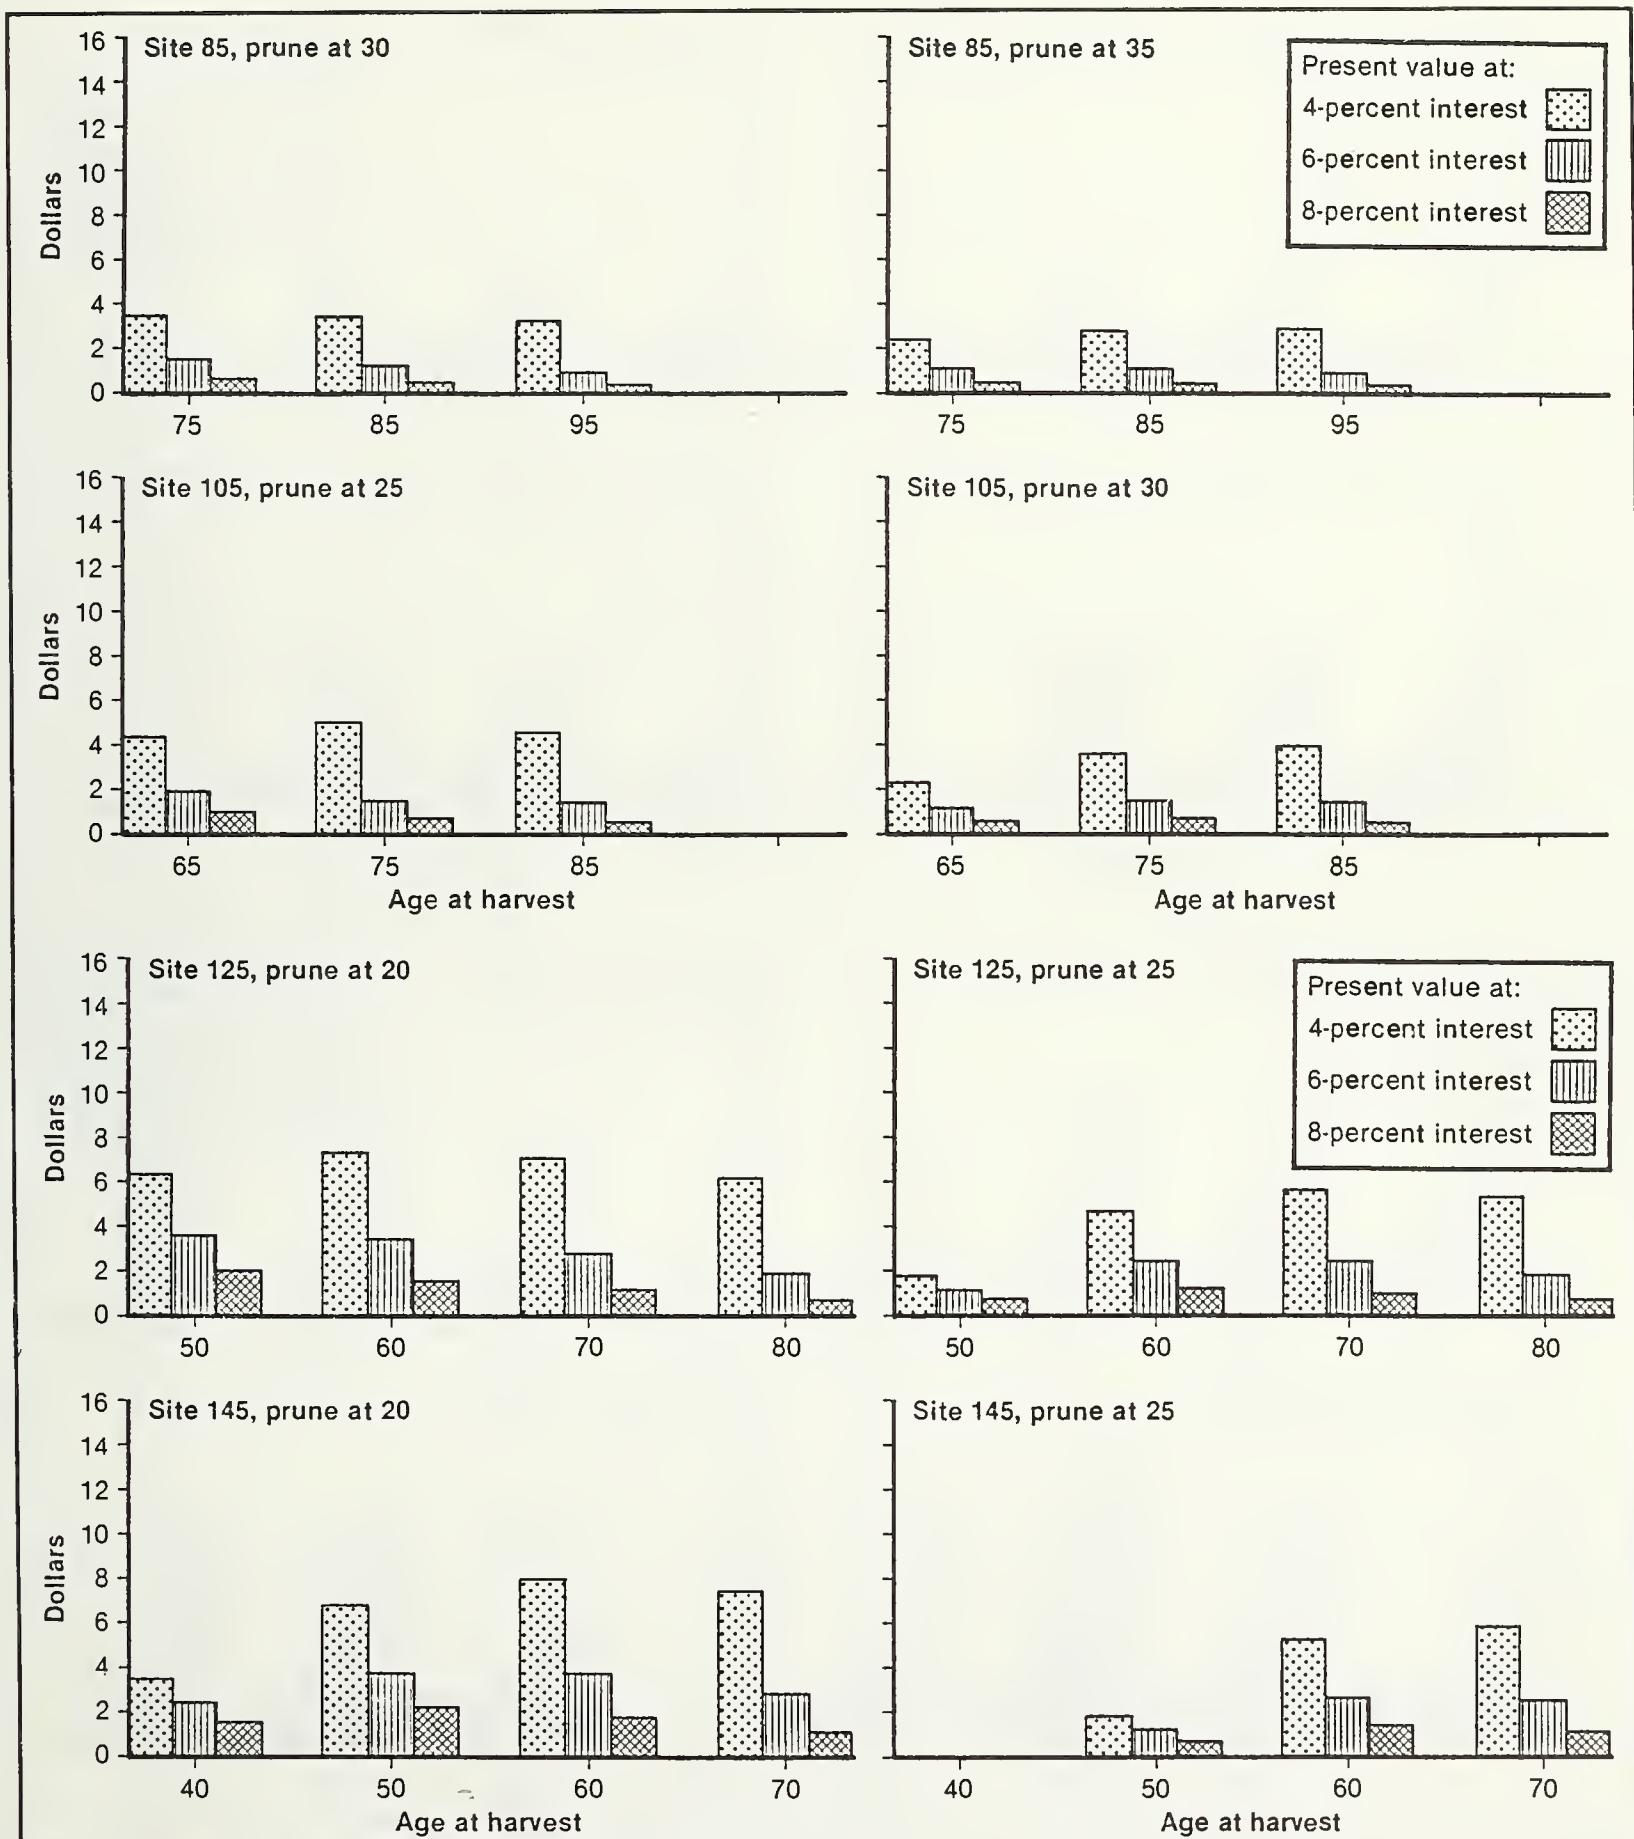 Site 85, prune at 30
16
14
12
10
8
6
4
2
0
Dollars
75 85 95
Site 85, prune at 35
75 85 95
Present value at:
4-percent interest
6-percent interest
8-percent interest
Site 105, prune at 25
16
14
12
10
8
6
4
2
0
Dollars
65 75 85
Age at harvest
Site 105, prune at 30
65 75 85
Age at harvest
Site 125, prune at 20
16
14
12
10
8
6
4
2
0
Dollars
50 60 70 80
Site 125, prune at 25
50 60 70 80
Present value at:
4-percent interest
6-percent interest
8-percent interest
Site 145, prune at 20
16
14
12
10
8
6
4
2
0
Dollars
40 50 60 70
Age at harvest
Site 145, prune at 25
40 50 60 70
Age at harvest